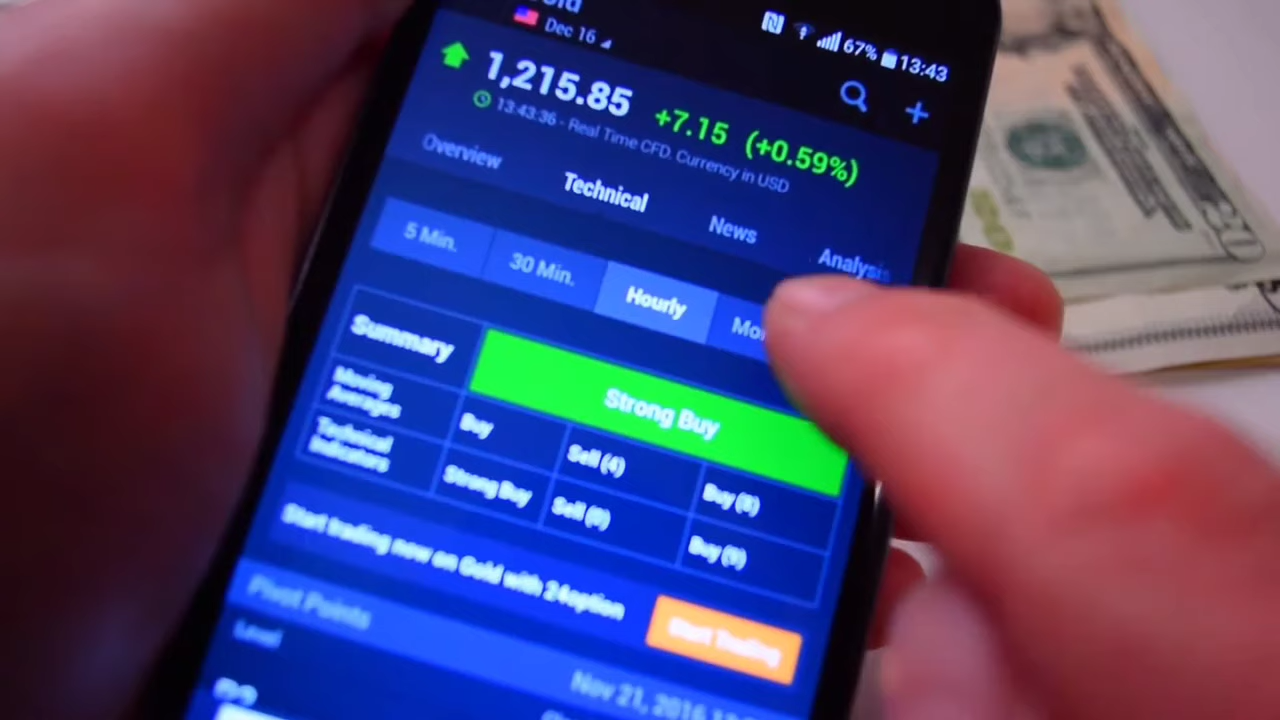 Dec 16
67% 13:43
1,215.85 +7.15 (+0.59%)
13:43:36 - Real Time CFD. Currency in USD
Overview Technical News Analysis
5 Min. 30 Min. Hourly
Summary Strong Buy
Moving Averages Buy Sell (4) Buy (8)
Technical Indicators Strong Buy Sell (0) Buy (9)
Start trading now on Gold with 24option
Start Trading
Pivot Points
Nov 21, 2016
Level